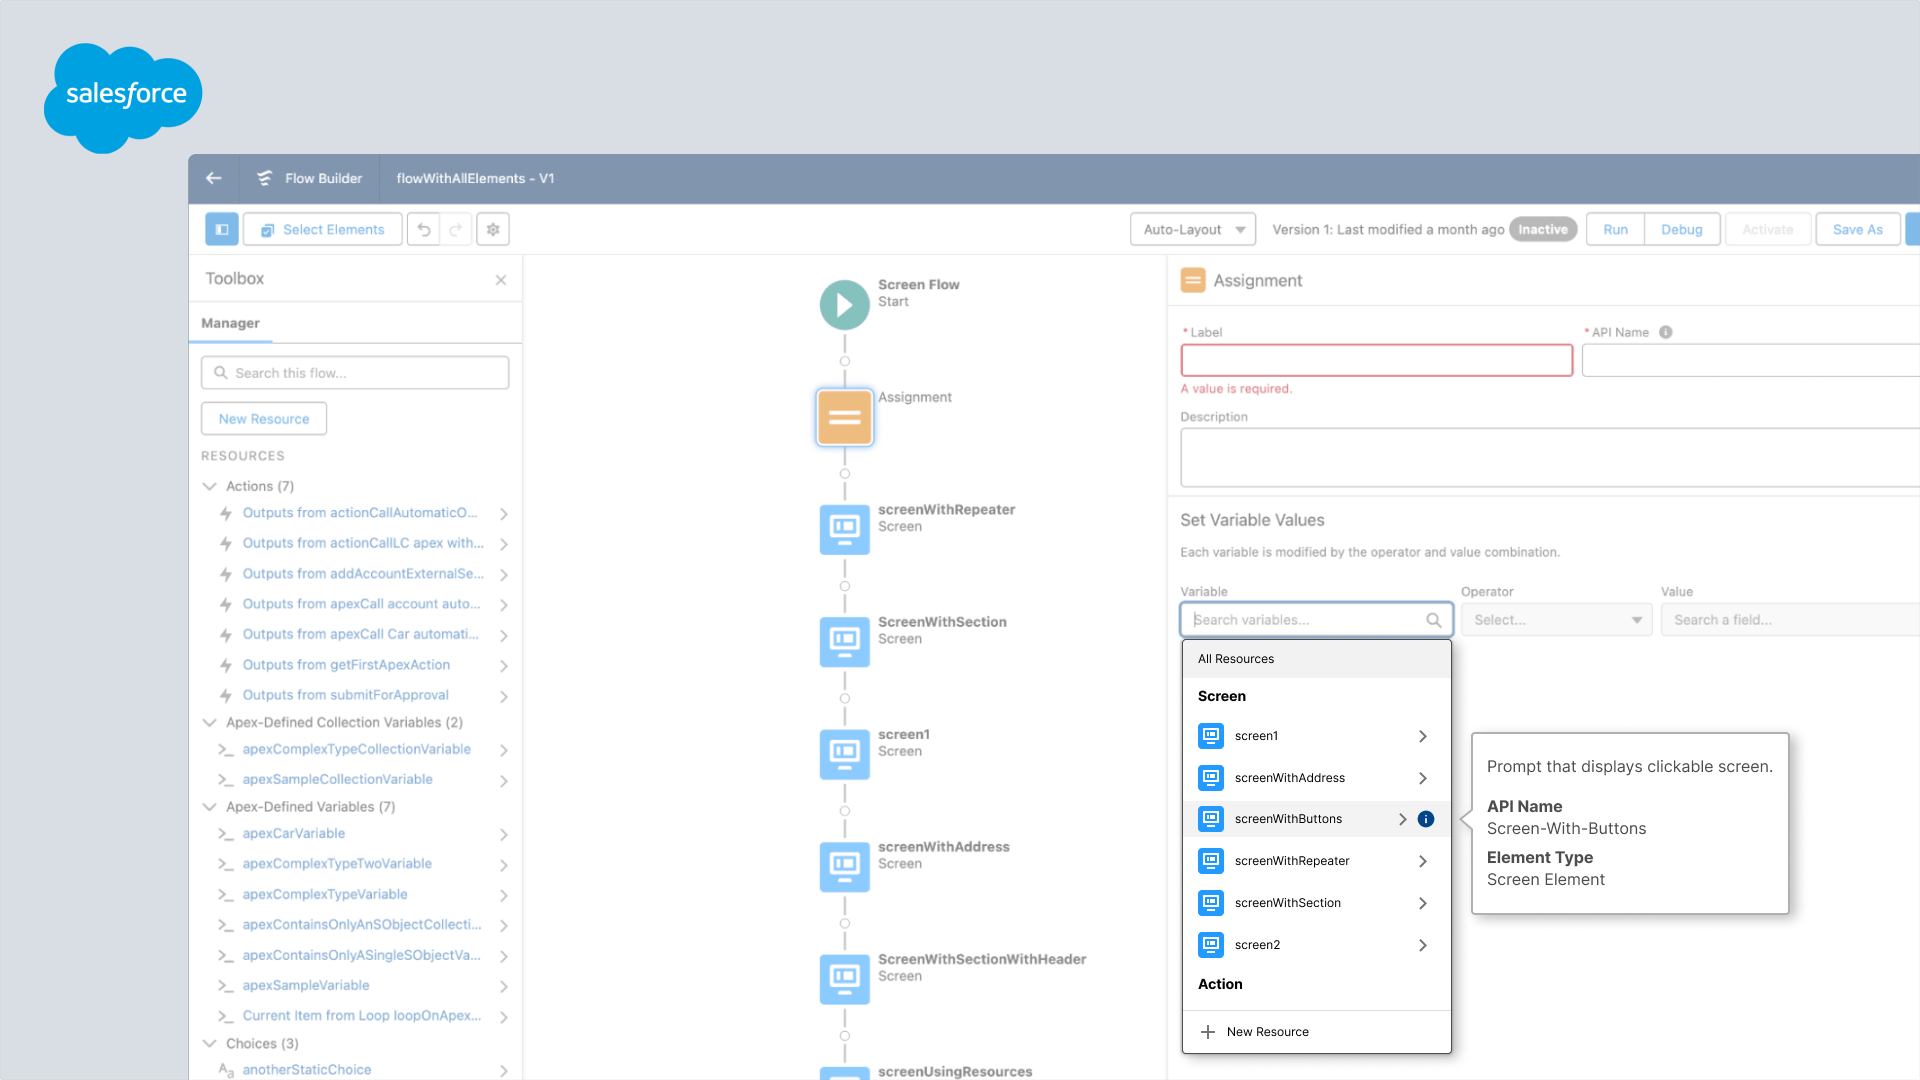 salesforce
Flow Builder
flowWithAllElements - V1
Select Elements
Auto-Layout
Version 1: Last modified a month ago
Inactive
Run
Debug
Activate
Save As
Toolbox
Manager
Search this flow...
New Resource
RESOURCES
Actions (7)
Outputs from actionCallAutomaticO...
Outputs from actionCallLC apex with...
Outputs from addAccountExternalSe...
Outputs from apexCall account auto...
Outputs from apexCall Car automati...
Outputs from getFirstApexAction
Outputs from submitForApproval
Apex-Defined Collection Variables (2)
apexComplexTypeCollectionVariable
apexSampleCollectionVariable
Apex-Defined Variables (7)
apexCarVariable
apexComplexTypeTwoVariable
apexComplexTypeVariable
apexContainsOnlyAnSObjectCollecti...
apexContainsOnlyASingleSObjectVa...
apexSampleVariable
Current Item from Loop loopOnApex...
Choices (3)
Aa
anotherStaticChoice
Screen Flow
Start
Assignment
screenWithRepeater
Screen
ScreenWithSection
Screen
screen1
Screen
screenWithAddress
Screen
ScreenWithSectionWithHeader
Screen
screenUsingResources
Assignment
* Label
* API Name
A value is required.
Description
Set Variable Values
Each variable is modified by the operator and value combination.
Variable
Operator
Value
Search variables...
Select...
Search a field...
All Resources
Screen
screen1
screenWithAddress
screenWithButtons
screenWithRepeater
screenWithSection
screen2
Action
New Resource
Prompt that displays clickable screen.
API Name
Screen-With-Buttons
Element Type
Screen Element